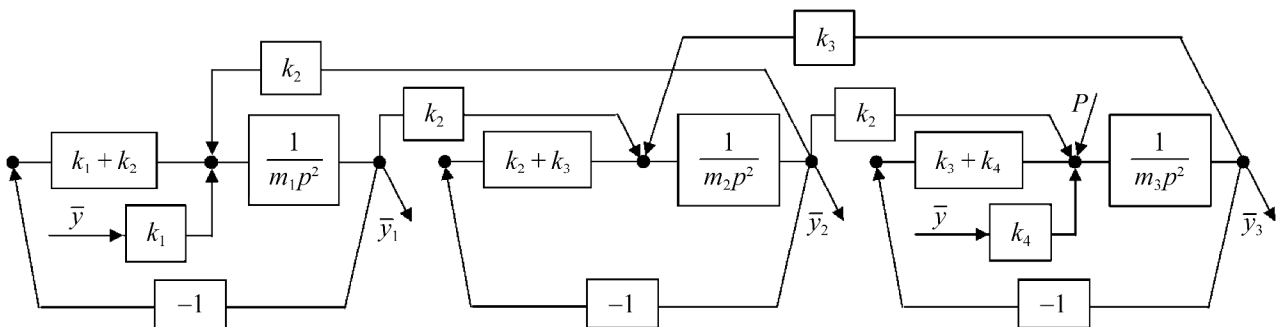 k₃
k₂
k₂
k₂
P
k₁ + k₂
1
m₁p²
k₂ + k₃
1
m₂p²
k₃ + k₄
1
m₃p²
ȳ
k₁
ȳ₁
ȳ₂
ȳ
k₄
ȳ₃
–1
–1
–1